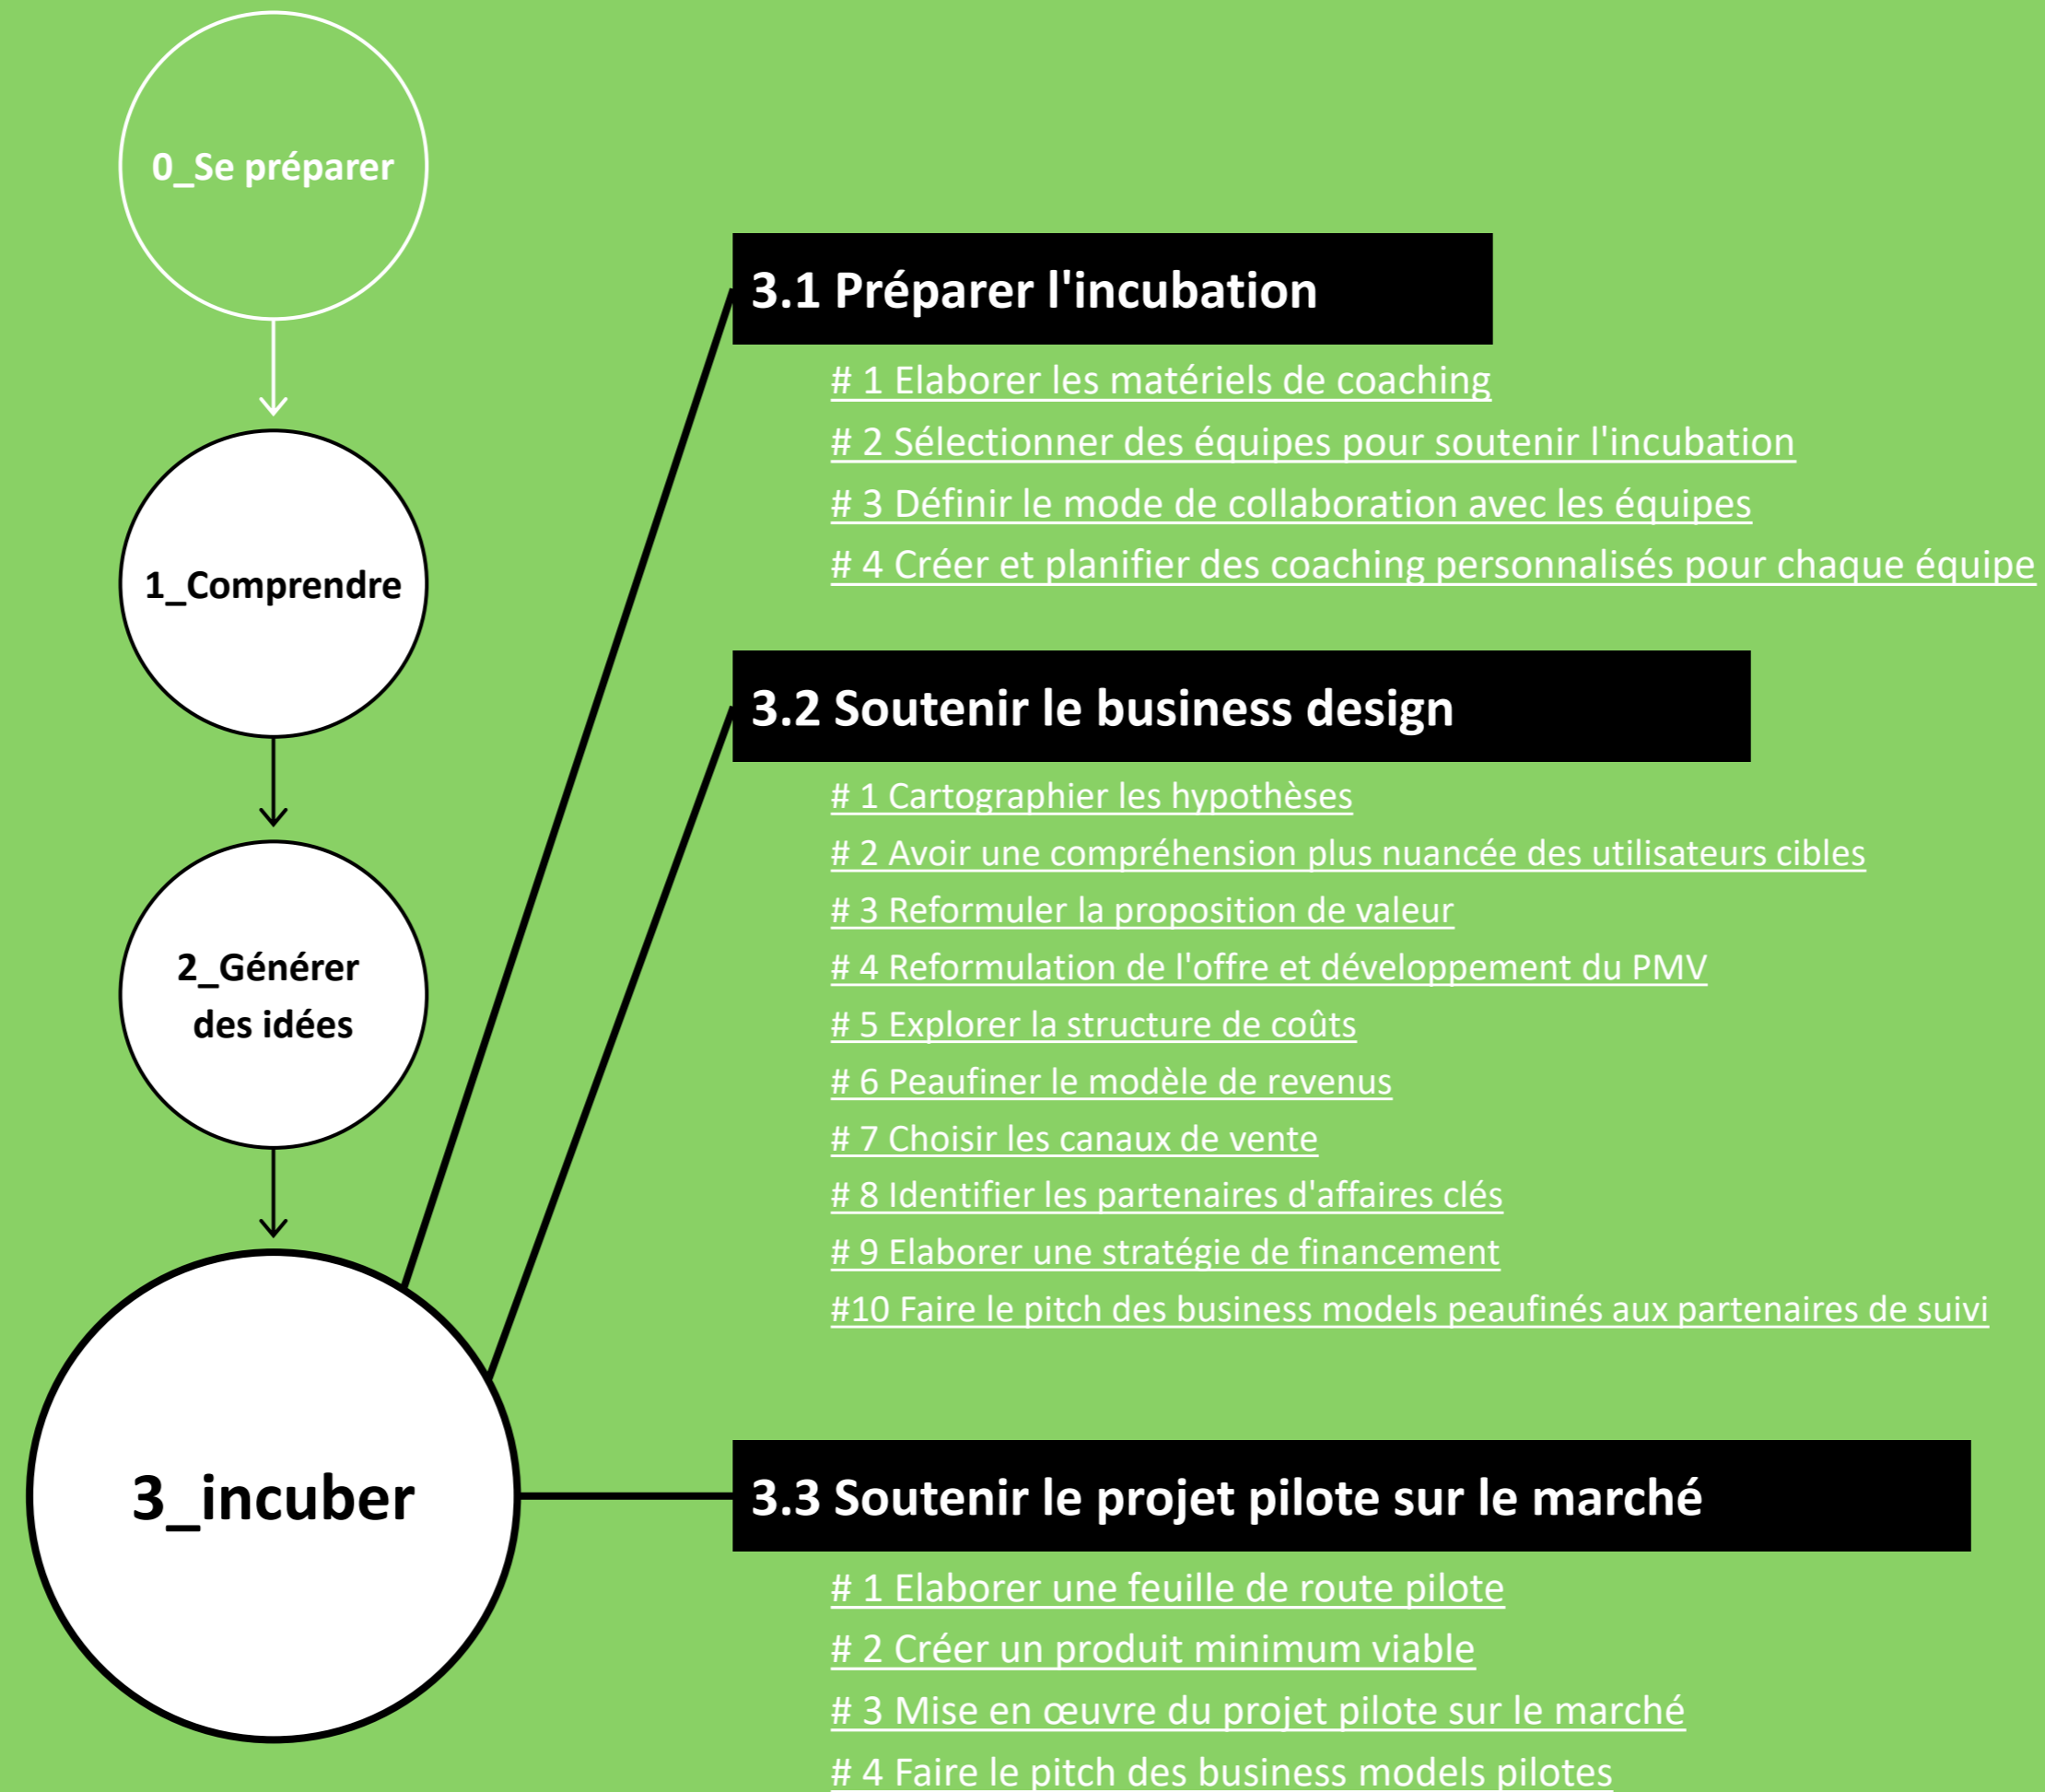 0_Se préparer
1_Comprendre
2_Générer
des idées
3_incuber
3.1 Préparer l'incubation
# 1 Elaborer les matériels de coaching
# 2 Sélectionner des équipes pour soutenir l'incubation
# 3 Définir le mode de collaboration avec les équipes
# 4 Créer et planifier des coaching personnalisés pour chaque équipe
3.2 Soutenir le business design
# 1 Cartographier les hypothèses
# 2 Avoir une compréhension plus nuancée des utilisateurs cibles
# 3 Reformuler la proposition de valeur
# 4 Reformulation de l'offre et développement du PMV
# 5 Explorer la structure de coûts
# 6 Peaufiner le modèle de revenus
# 7 Choisir les canaux de vente
# 8 Identifier les partenaires d'affaires clés
# 9 Elaborer une stratégie de financement
#10 Faire le pitch des business models peaufinés aux partenaires de suivi
3.3 Soutenir le projet pilote sur le marché
# 1 Elaborer une feuille de route pilote
# 2 Créer un produit minimum viable
# 3 Mise en œuvre du projet pilote sur le marché
# 4 Faire le pitch des business models pilotes